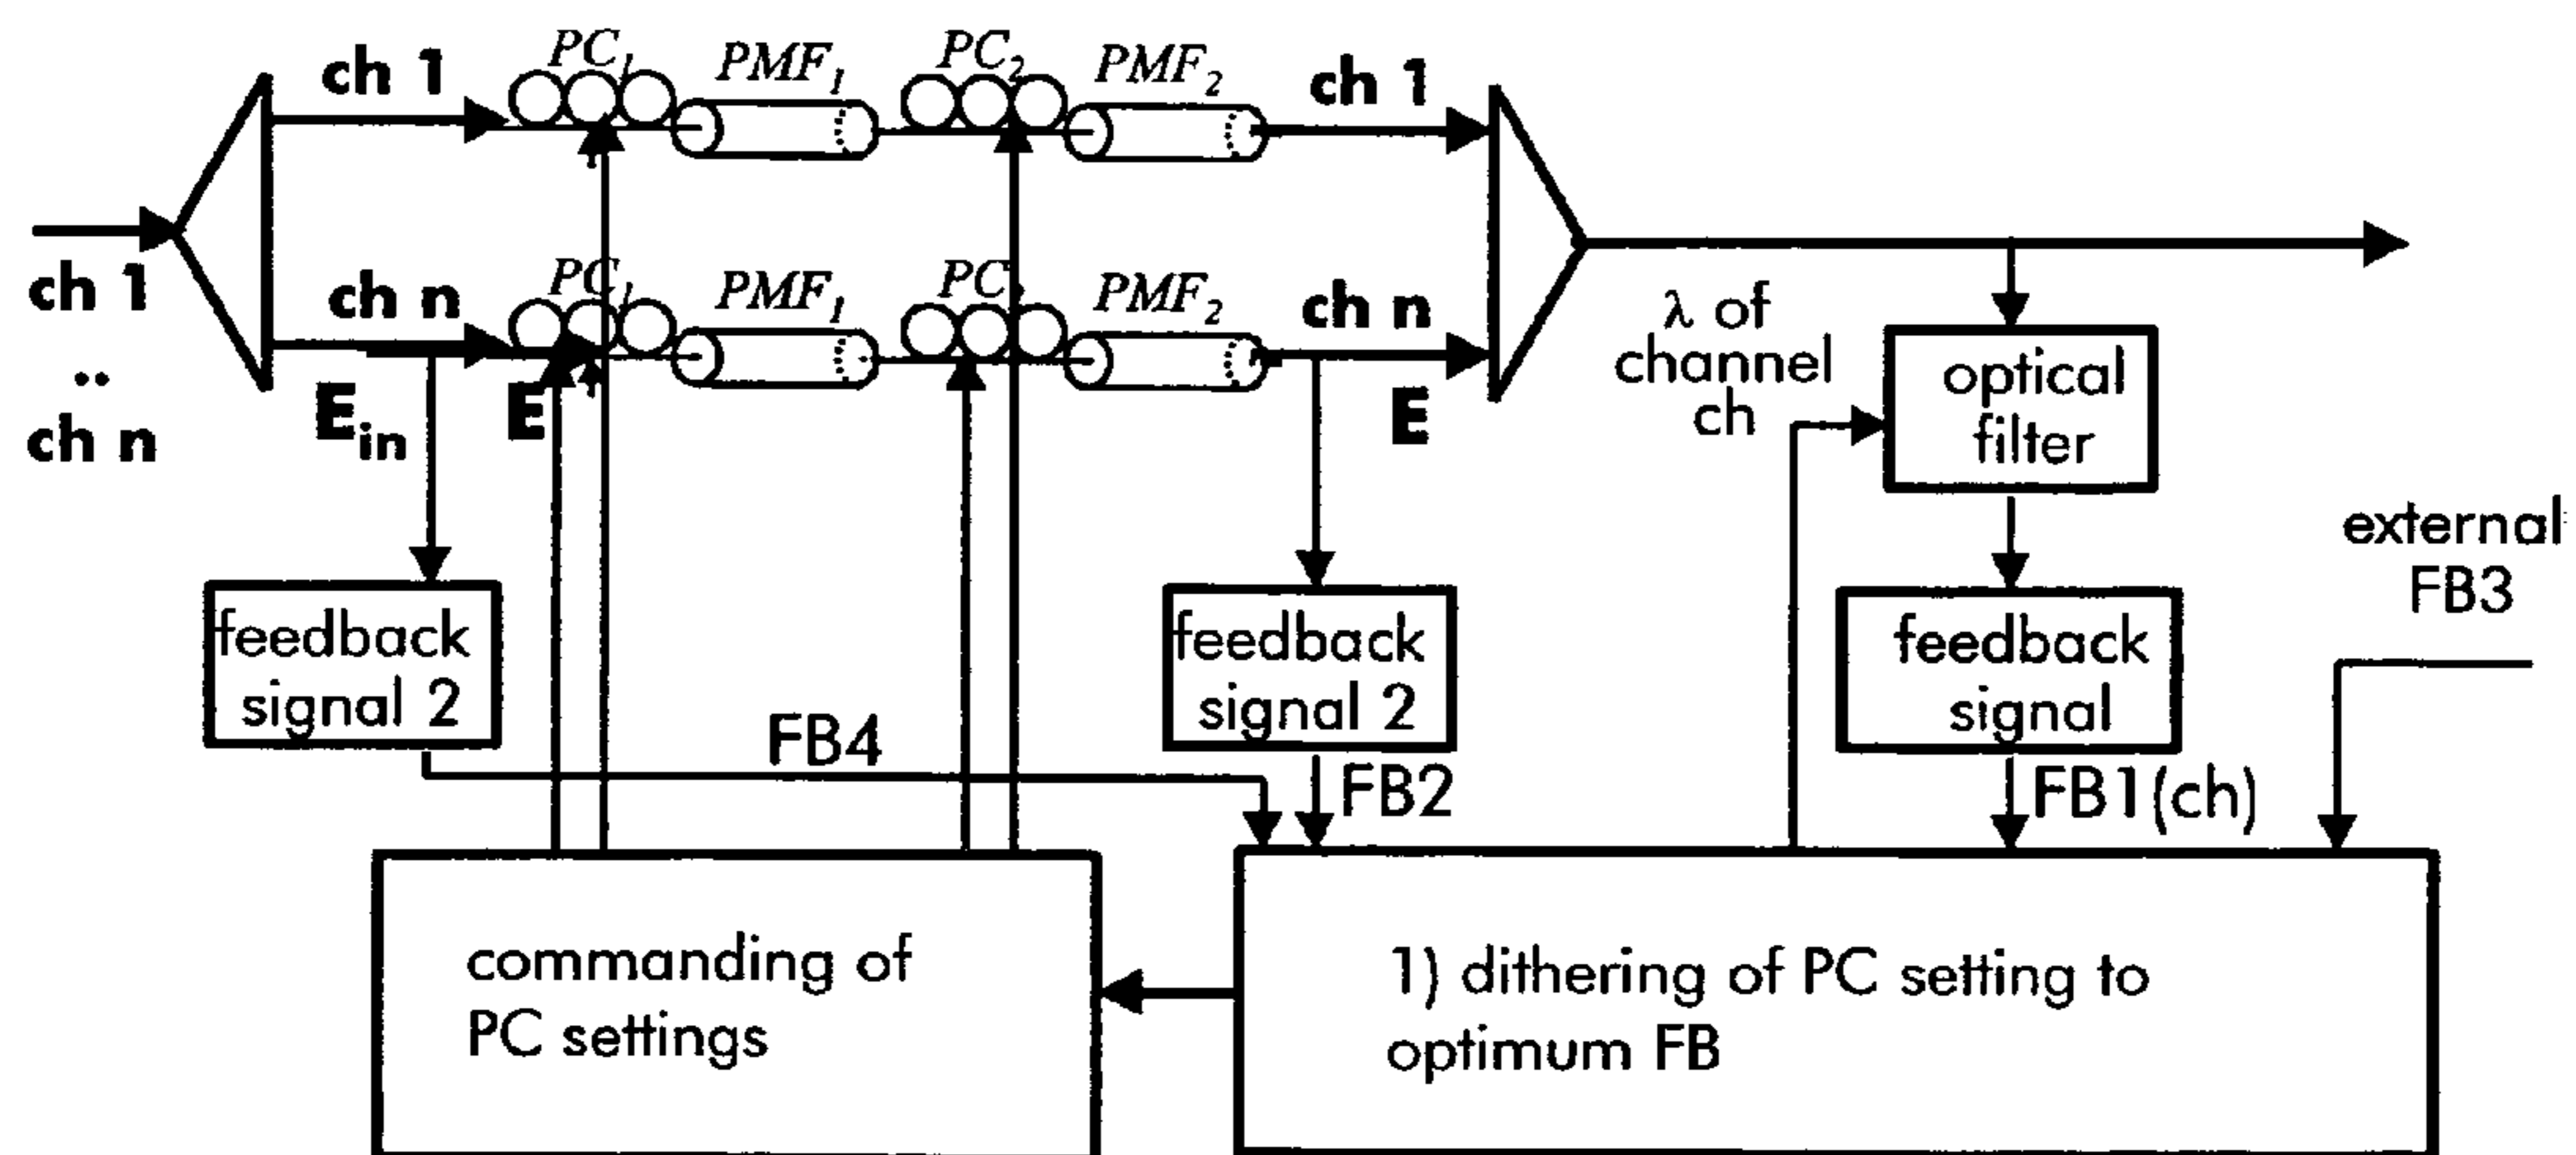 ch 1
PC1
PMF1
PC2
PMF2
ch 1
ch 1
..
ch n
ch n
PC1
PMF1
PC
PMF2
ch n
Ein
E
E
λ of
channel
ch
optical
filter
external
FB3
feedback
signal 2
feedback
signal 2
feedback
signal
FB4
FB2
FB1(ch)
commanding of
PC settings
1) dithering of PC setting to
optimum FB